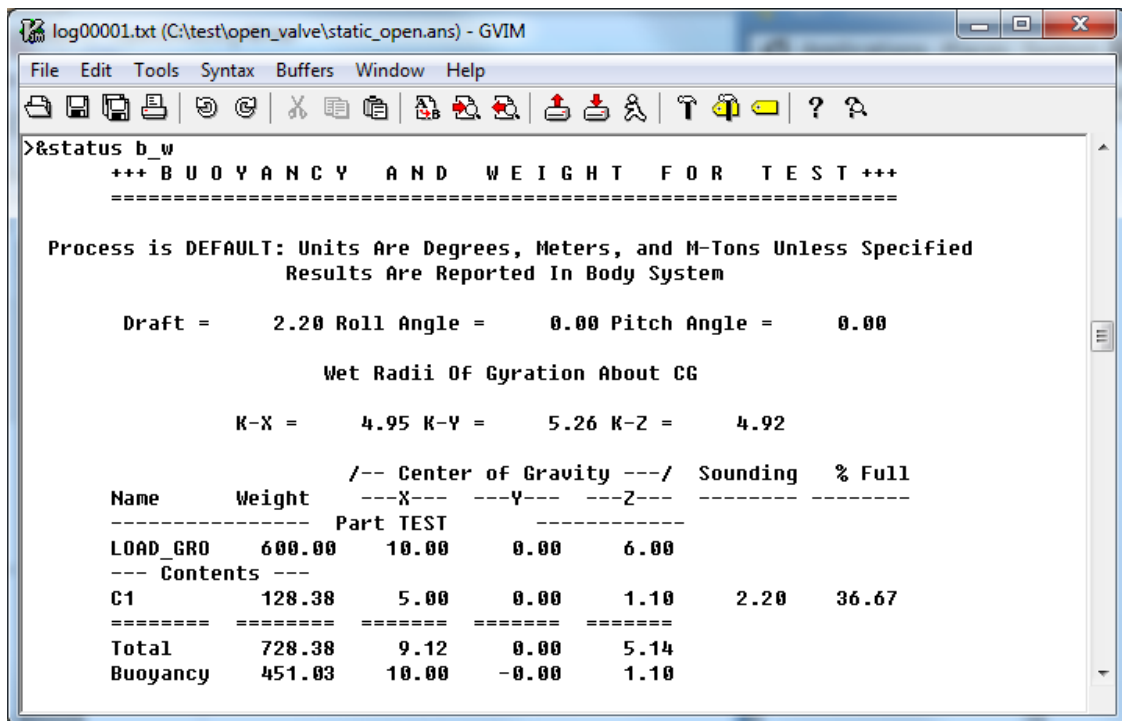 log00001.txt (C:\test\open_valve\static_open.ans) - GVIM
File Edit Tools Syntax Buffers Window Help
>&status b_w
+++ B U O Y A N C Y   A N D   W E I G H T   F O R   T E S T +++
===============================================================
Process is DEFAULT: Units Are Degrees, Meters, and M-Tons Unless Specified
Results Are Reported In Body System
Draft = 2.20 Roll Angle = 0.00 Pitch Angle = 0.00
Wet Radii Of Gyration About CG
K-X = 4.95 K-Y = 5.26 K-Z = 4.92
/-- Center of Gravity ---/ Sounding % Full
Name Weight ---X--- ---Y--- ---Z--- -------- --------
---------------- Part TEST ------------
LOAD_GRO 600.00 10.00 0.00 6.00
--- Contents ---
C1 128.38 5.00 0.00 1.10 2.20 36.67
======== ======== ======= ======= =======
Total 728.38 9.12 0.00 5.14
Buoyancy 451.03 10.00 -0.00 1.10